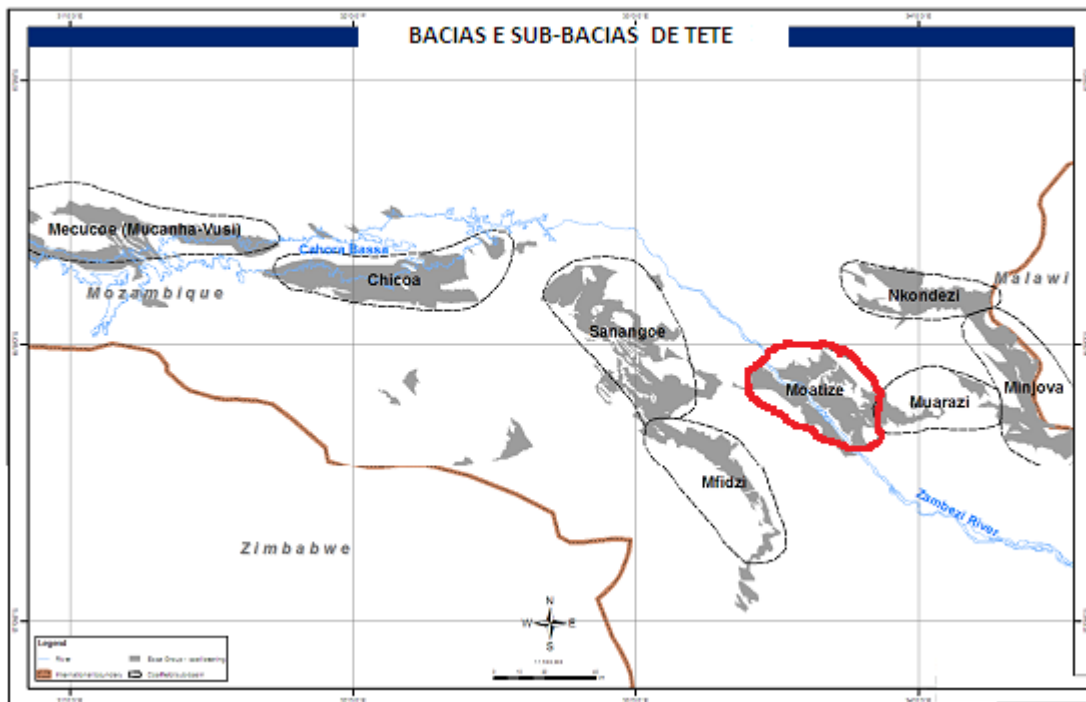 BACIAS E SUB-BACIAS DE TETE
Mecucoe (Mucanha-Vusi)
Cahora Bassa
Chicoa
Mozambique
Malawi
Nkondezi
Sanangoe
Moatize
Minjova
Muarazi
Mfidzi
Zambezi River
Zimbabwe
N
W E
S
Legend
River
International boundary